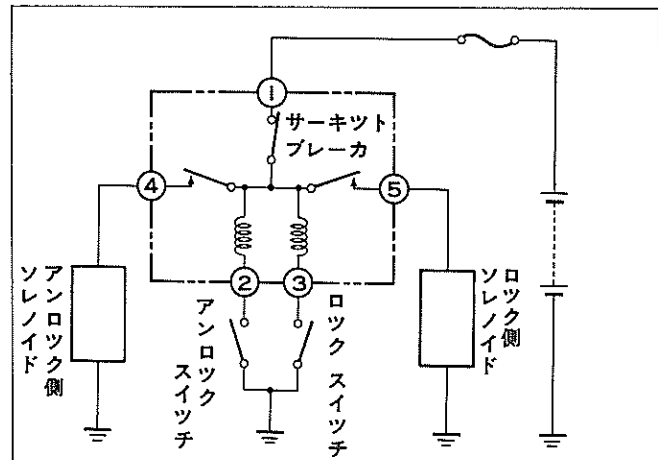 ①
サーキツト
ブレーカ
④
⑤
②
③
アンロック側
ソレノイド
アンロック
スイッチ
ロック スイッチ
ロック側
ソレノイド